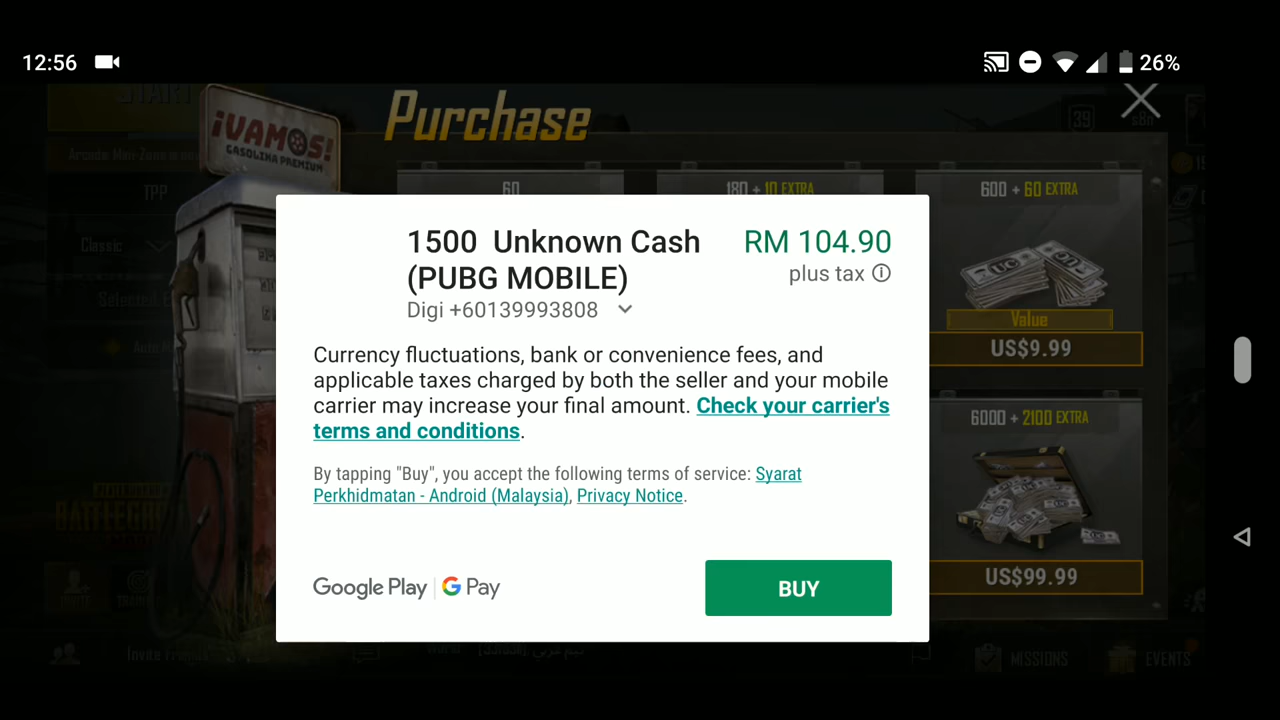 12:56
26%
START
¡VAMOS!
GASOLINA PREMIUM
Purchase
39
TPP
Classic
60
180 + 10 EXTRA
600 + 60 EXTRA
Value
US$9.99
6000 + 2100 EXTRA
US$99.99
1500 Unknown Cash
(PUBG MOBILE)
RM 104.90
plus tax
Digi +60139993808
Currency fluctuations, bank or convenience fees, and
applicable taxes charged by both the seller and your mobile
carrier may increase your final amount. Check your carrier's
terms and conditions.
By tapping "Buy", you accept the following terms of service: Syarat
Perkhidmatan - Android (Malaysia), Privacy Notice.
Google Play
G Pay
BUY
MISSIONS
EVENTS